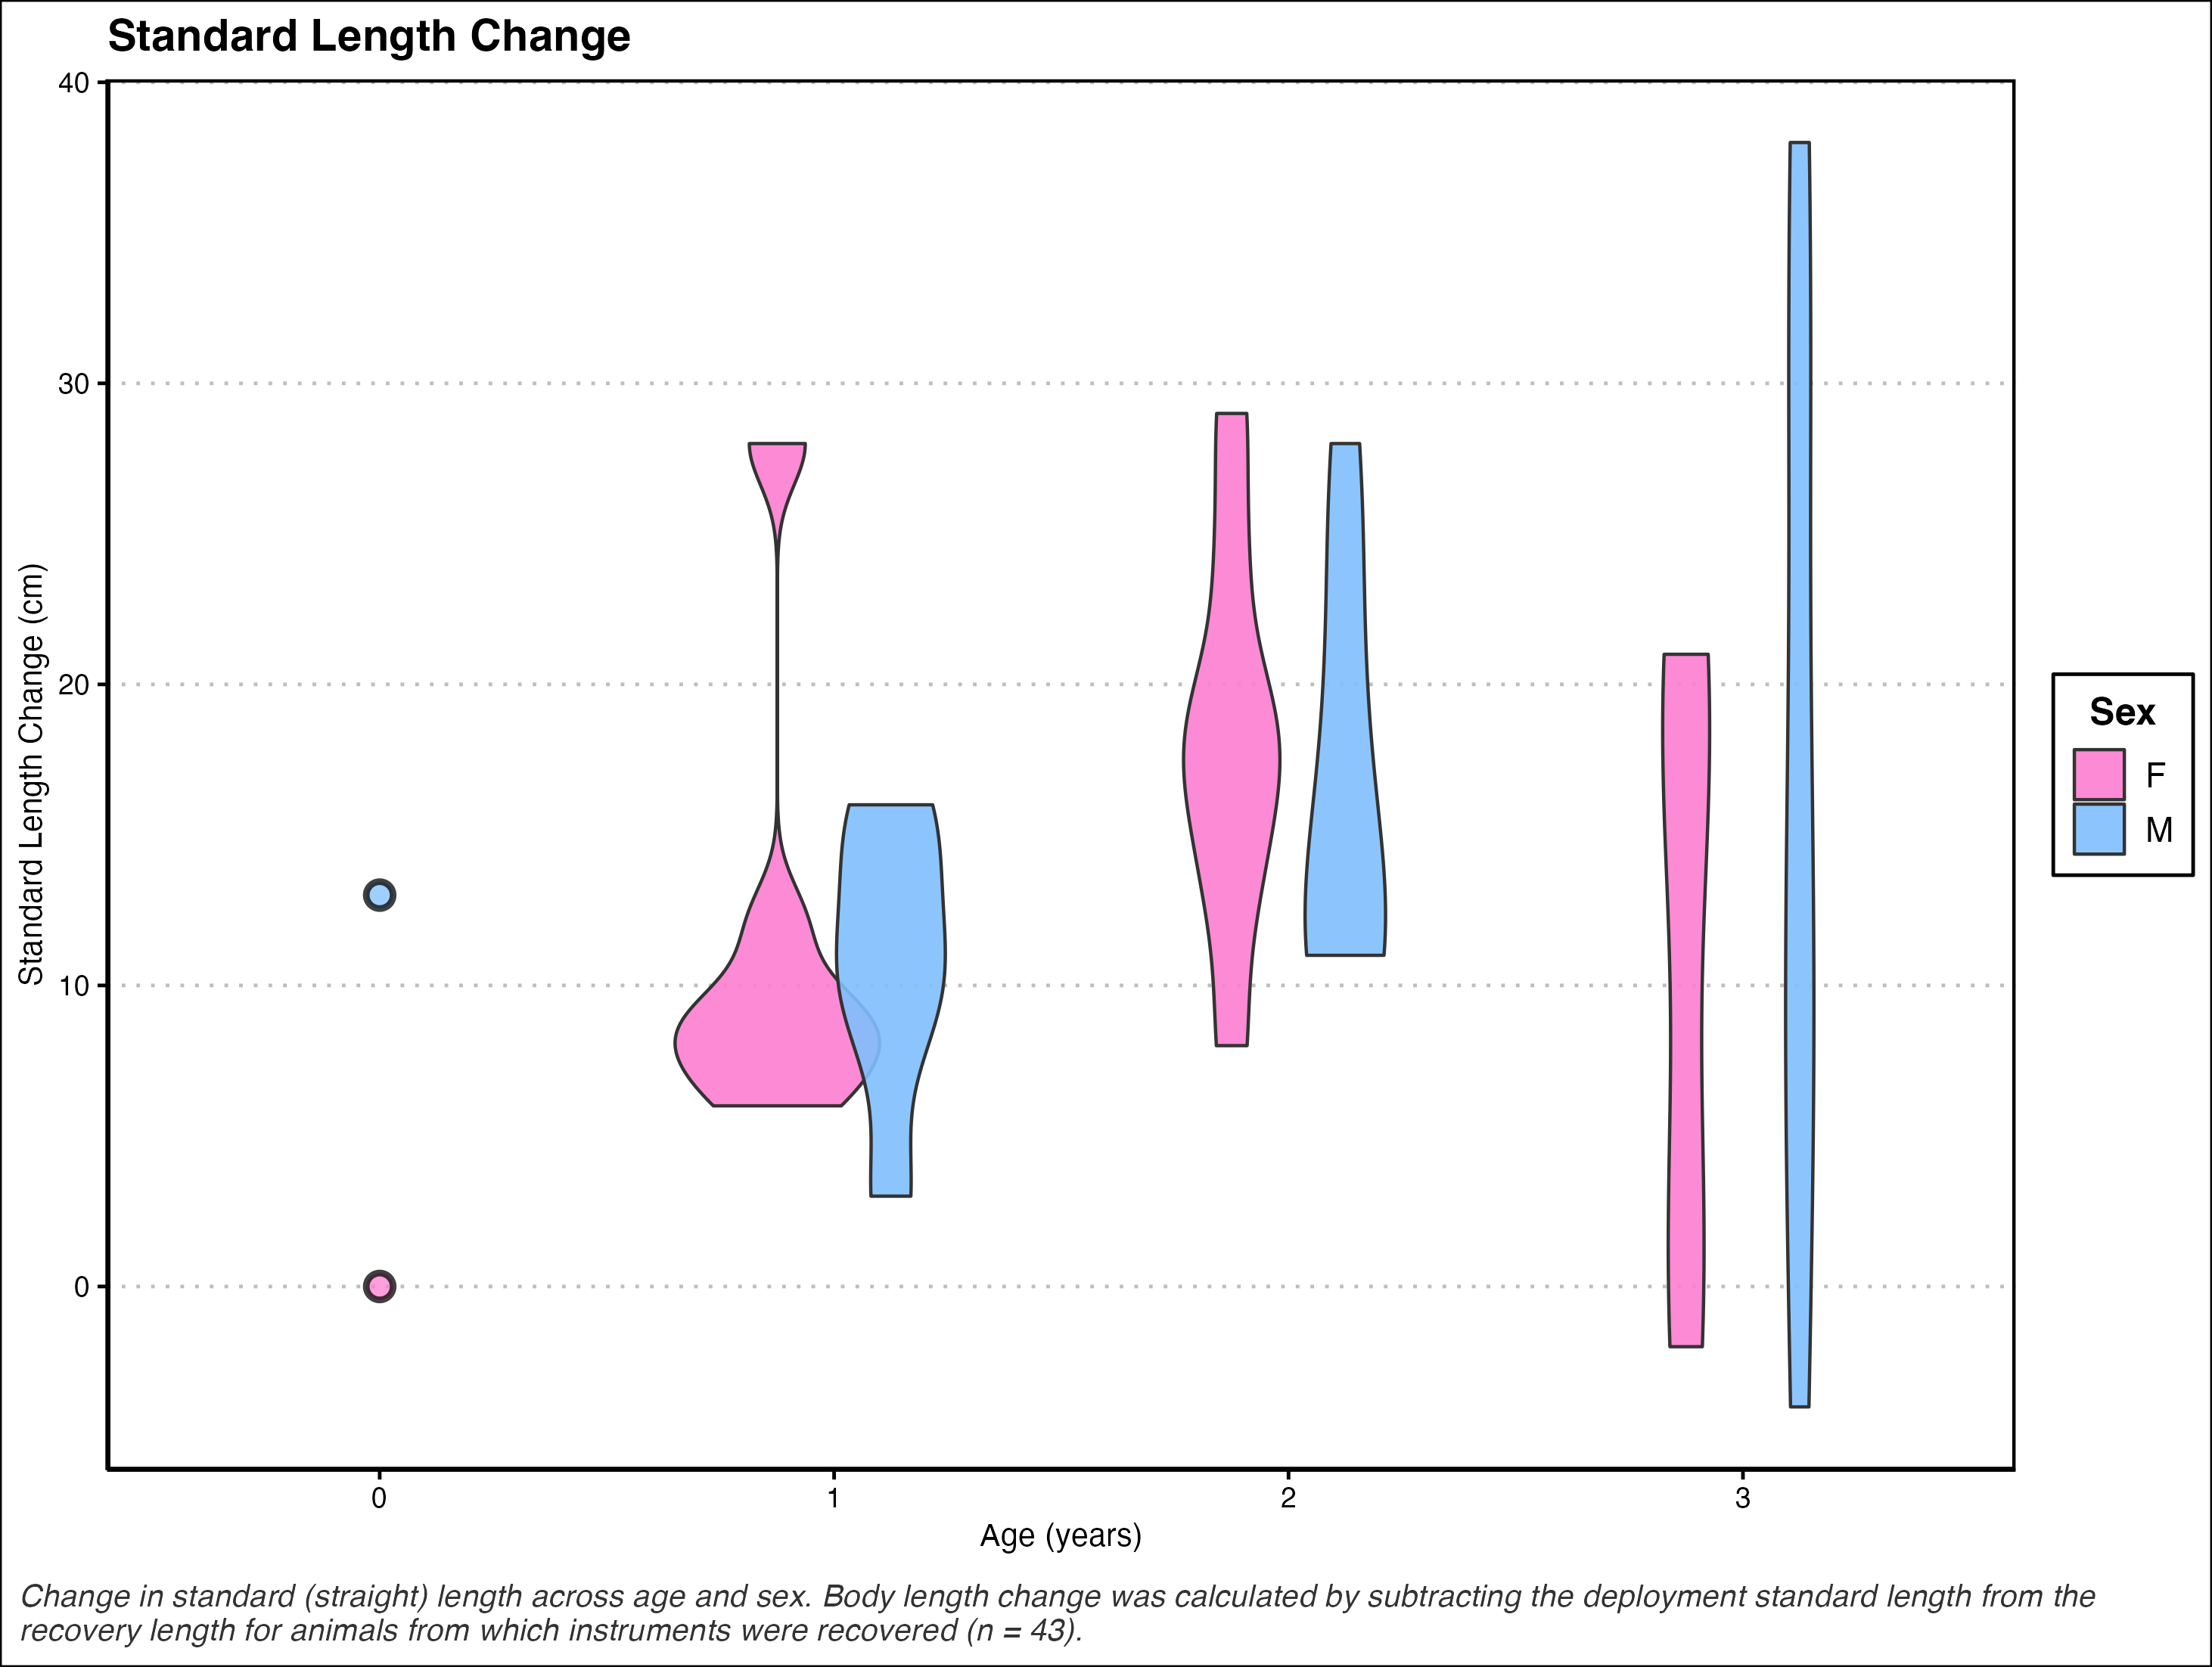 Standard Length Change
40
30
20
10
0
Standard Length Change (cm)
0
1
2
3
Age (years)
Sex
F
M
Change in standard (straight) length across age and sex. Body length change was calculated by subtracting the deployment standard length from the
recovery length for animals from which instruments were recovered (n = 43).